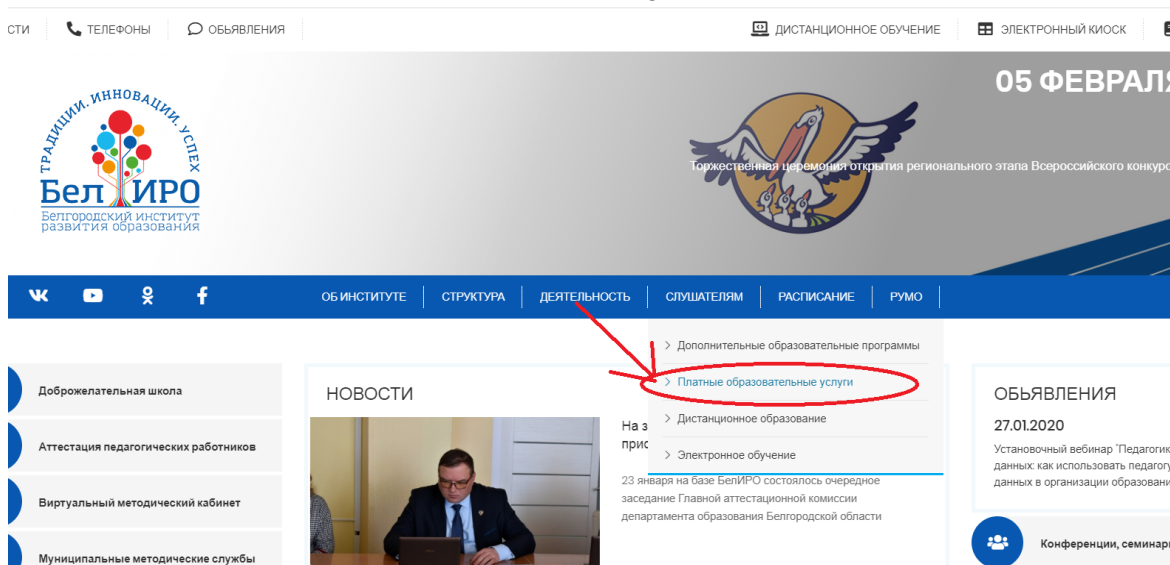 СТИ
ТЕЛЕФОНЫ
ОБЬЯВЛЕНИЯ
ДИСТАНЦИОННОЕ ОБУЧЕНИЕ
ЭЛЕКТРОННЫЙ КИОСК
05 ФЕВРАЛЯ
ТРАДИЦИИ. ИННОВАЦИИ. УСПЕХ
Бел ИРО
Белгородский институт
развития образования
Торжественная церемония открытия регионального этапа Всероссийского конкурс
ОБ ИНСТИТУТЕ
СТРУКТУРА
ДЕЯТЕЛЬНОСТЬ
СЛУШАТЕЛЯМ
РАСПИСАНИЕ
РУМО
Дополнительные образовательные программы
Платные образовательные услуги
Дистанционное образование
Электронное обучение
Доброжелательная школа
Аттестация педагогических работников
Виртуальный методический кабинет
Муниципальные методические службы
НОВОСТИ
На з
прис
23 января на базе БелИРО состоялось очередное
заседание Главной аттестационной комиссии
департамента образования Белгородской области
ОБЬЯВЛЕНИЯ
27.01.2020
Установочный вебинар "Педагогик
данных: как использовать педагогу
данных в организации образовани
Конференции, семинар